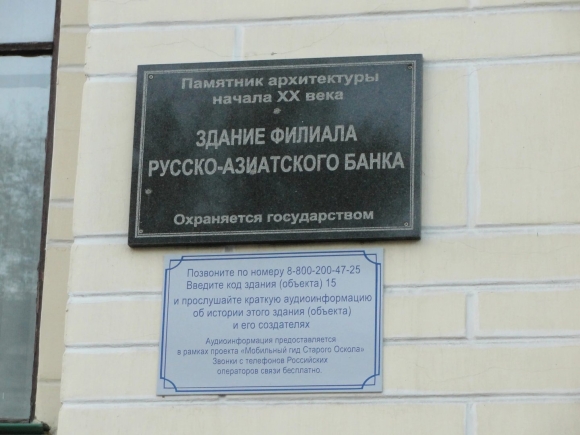 Памятник архитектуры
начала XX века
ЗДАНИЕ ФИЛИАЛА
РУССКО-АЗИАТСКОГО БАНКА
Охраняется государством
Позвоните по номеру 8-800-200-47-25
Введите код здания (объекта) 15
и прослушайте краткую аудиоинформацию
об истории этого здания (объекта)
и его создателях
Аудиоинформация предоставляется
в рамках проекта «Мобильный гид Старого Оскола»
Звонки с телефонов Российских
операторов связи бесплатно.